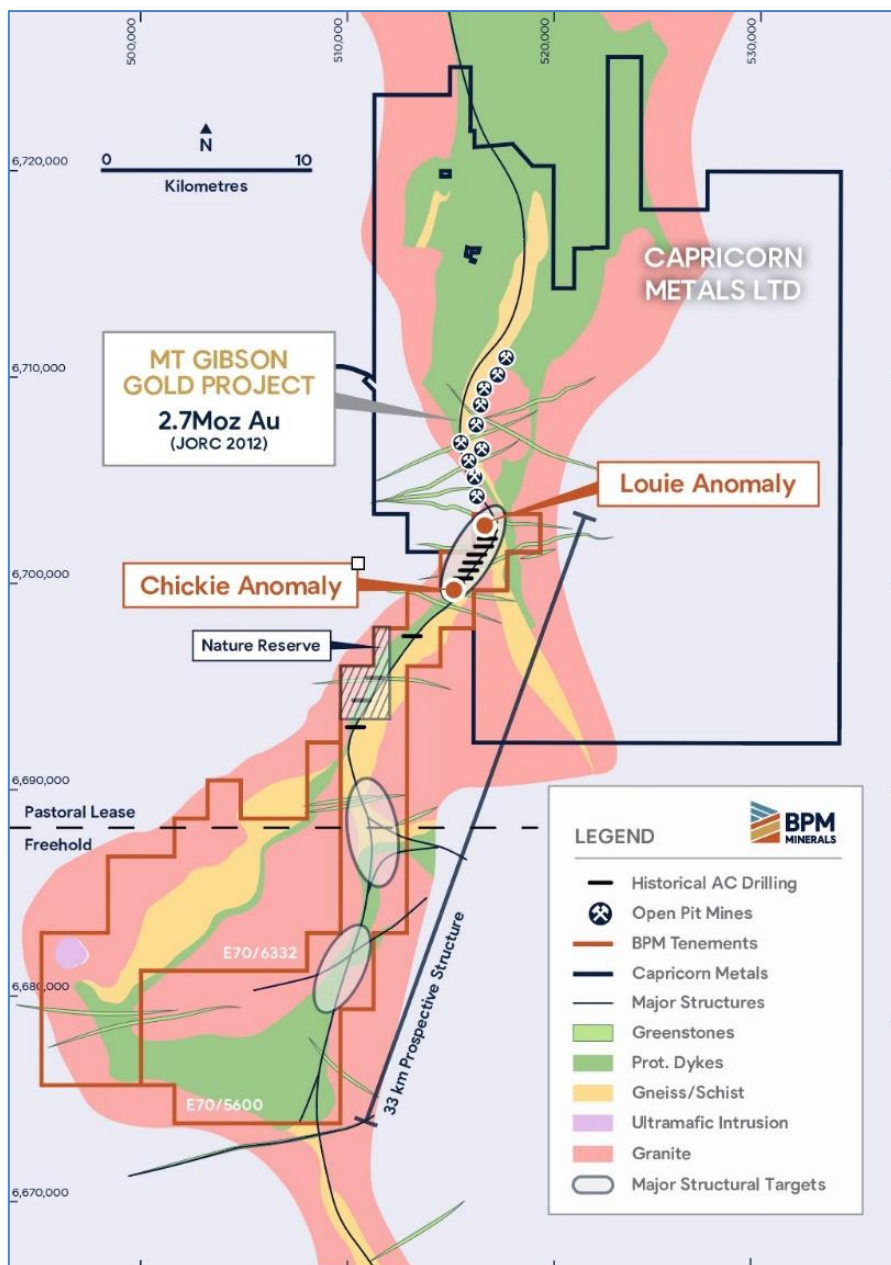 500,000
510,000
520,000
530,000
6,720,000
N
0 10
Kilometres
CAPRICORN
METALS LTD
6,710,000
MT GIBSON
GOLD PROJECT
2.7Moz Au
(JORC 2012)
Louie Anomaly
6,700,000
Chickie Anomaly
Nature Reserve
6,690,000
Pastoral Lease
Freehold
33 km Prospective Structure
E70/6332
6,680,000
E70/5600
6,670,000
BPM
MINERALS
LEGEND
Historical AC Drilling
Open Pit Mines
BPM Tenements
Capricorn Metals
Major Structures
Greenstones
Prot. Dykes
Gneiss/Schist
Ultramafic Intrusion
Granite
Major Structural Targets